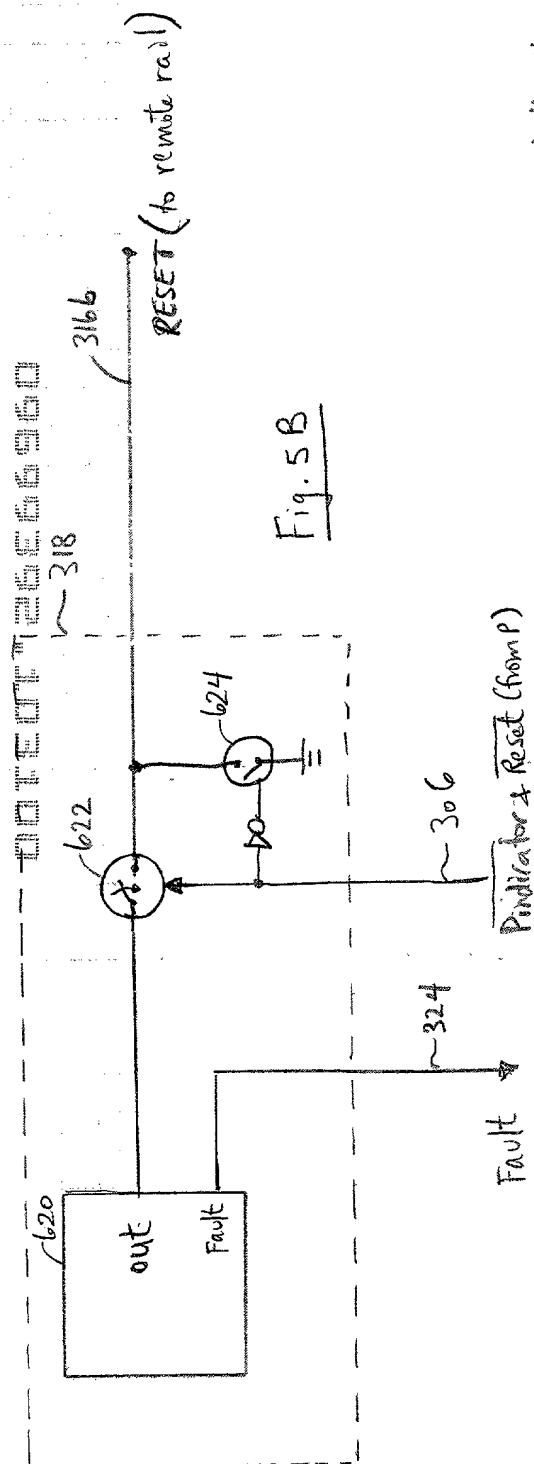 620
out
Fault
622
624
318
316b
RESET (to remote rail)
306
Pindicator & Reset (from P)
324
Fault
Fig. 5B